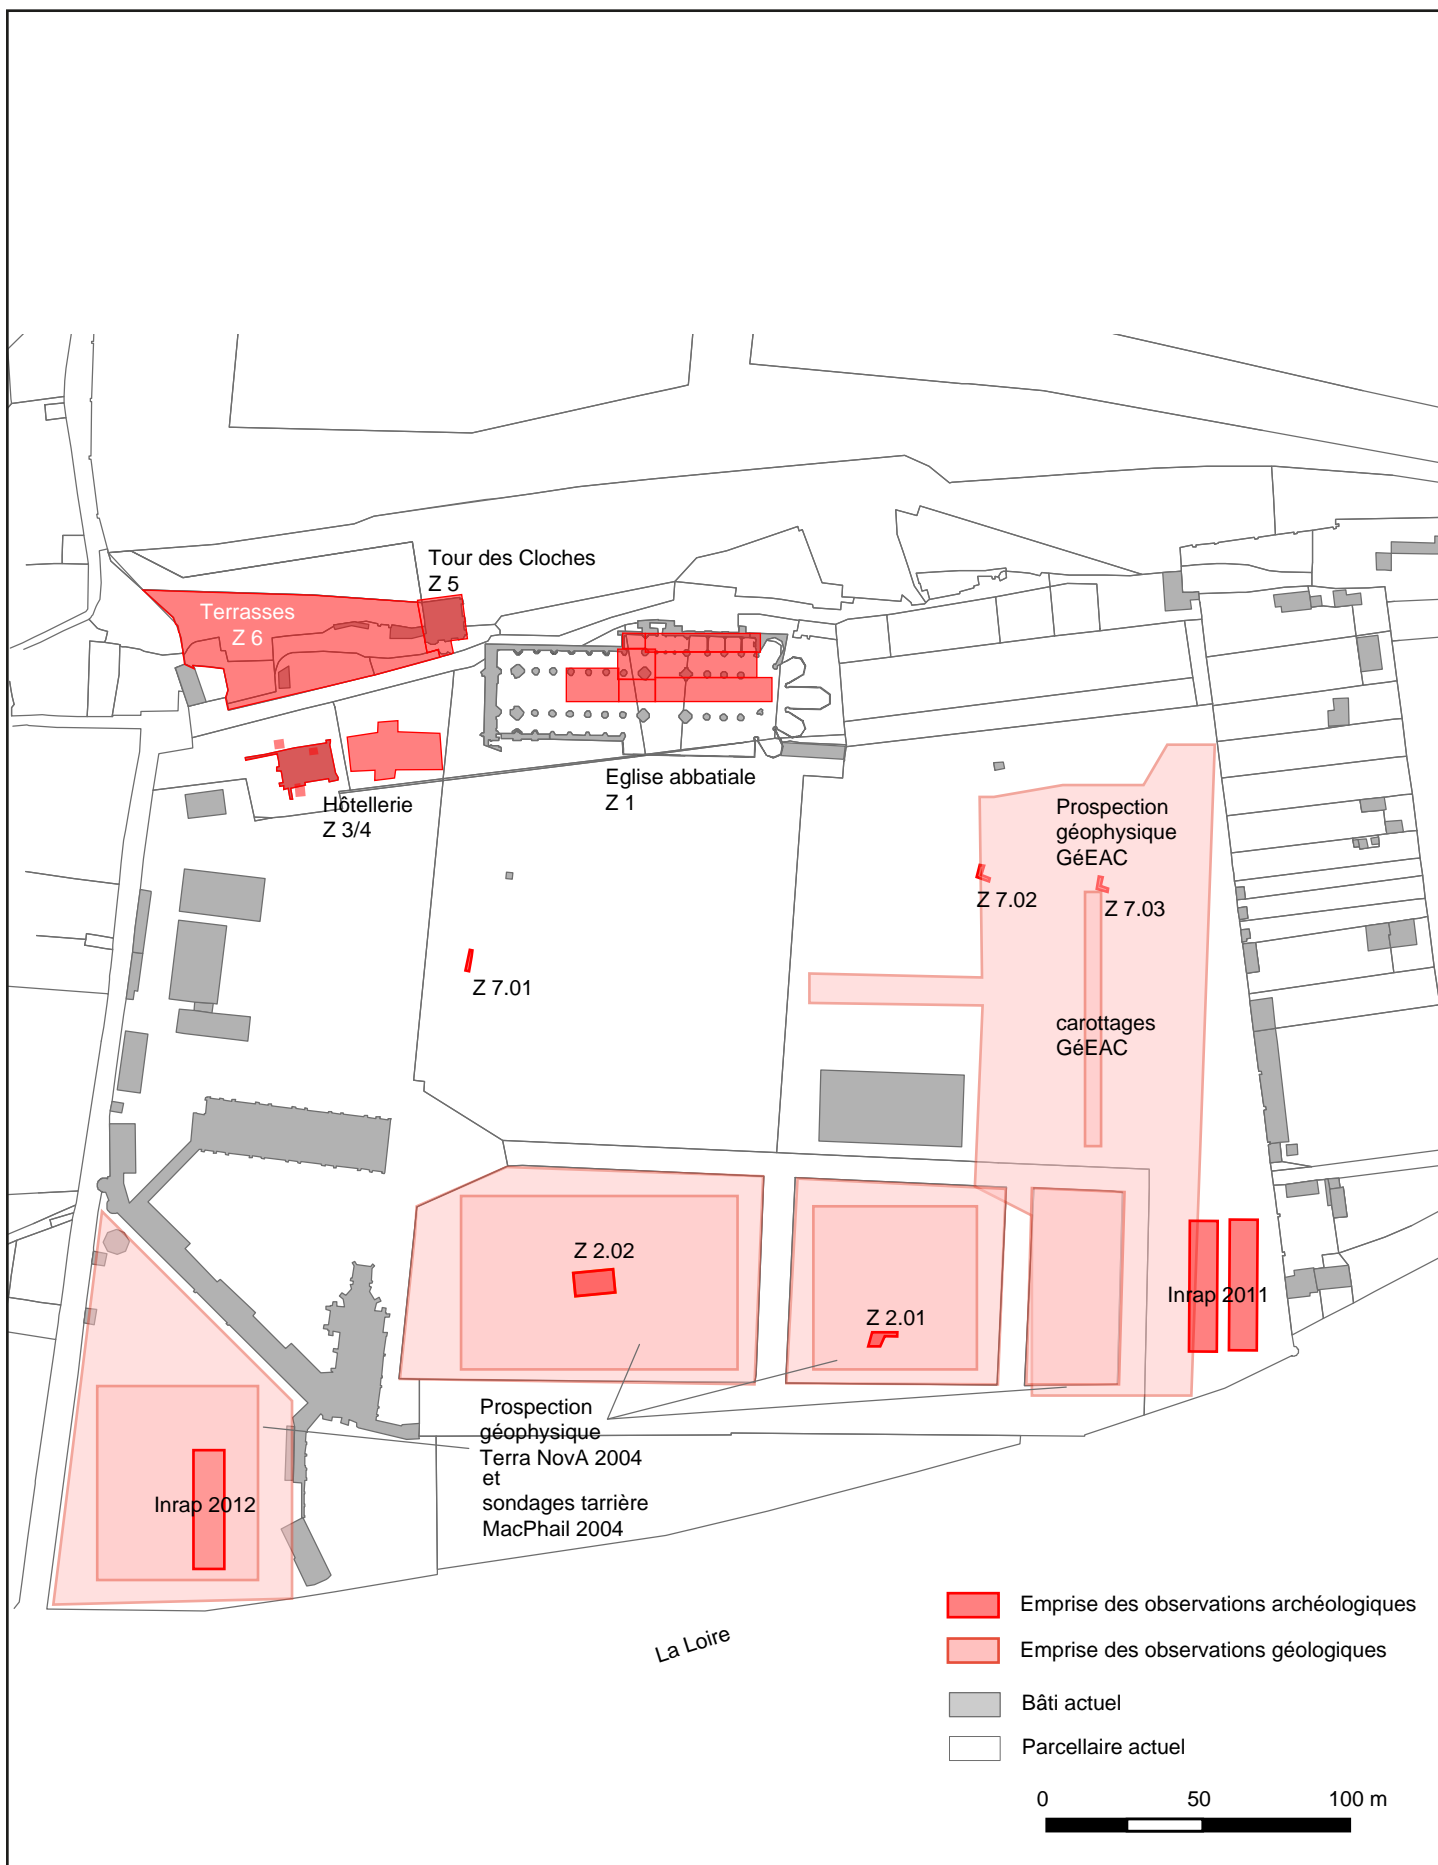 Tour des Cloches
Z 5
Terrasses
Z 6
Eglise abbatiale
Z 1
Hôtellerie
Z 3/4
Prospection
géophysique
GéEAC
Z 7.02
Z 7.03
Z 7.01
carottages
GéEAC
Z 2.02
Z 2.01
Inrap 2011
Prospection
géophysique
Terra NovA 2004
et
sondages tarrière
MacPhail 2004
Inrap 2012
La Loire
Emprise des observations archéologiques
Emprise des observations géologiques
Bâti actuel
Parcellaire actuel
0 50 100 m